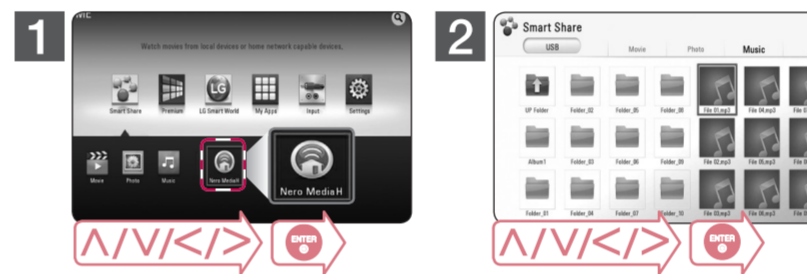 1
ME
Watch movies from local devices or home network capable devices.
Smart Share Premium LG Smart World My Apps Input Settings
LG
Movie Photo Music Nero MediaH Nero MediaH
∧/∨/</> ENTER
2
Smart Share
USB Movie Photo Music
UP Folder Folder_02 Folder_05 Folder_08 File 01.mp3 File 04.mp3
Album1 Folder_03 Folder_06 Folder_09 File 02.mp3 File 05.mp3
Folder_01 Folder_04 Folder_07 Folder_10 File 03.mp3 File 06.mp3
∧/∨/</> ENTER